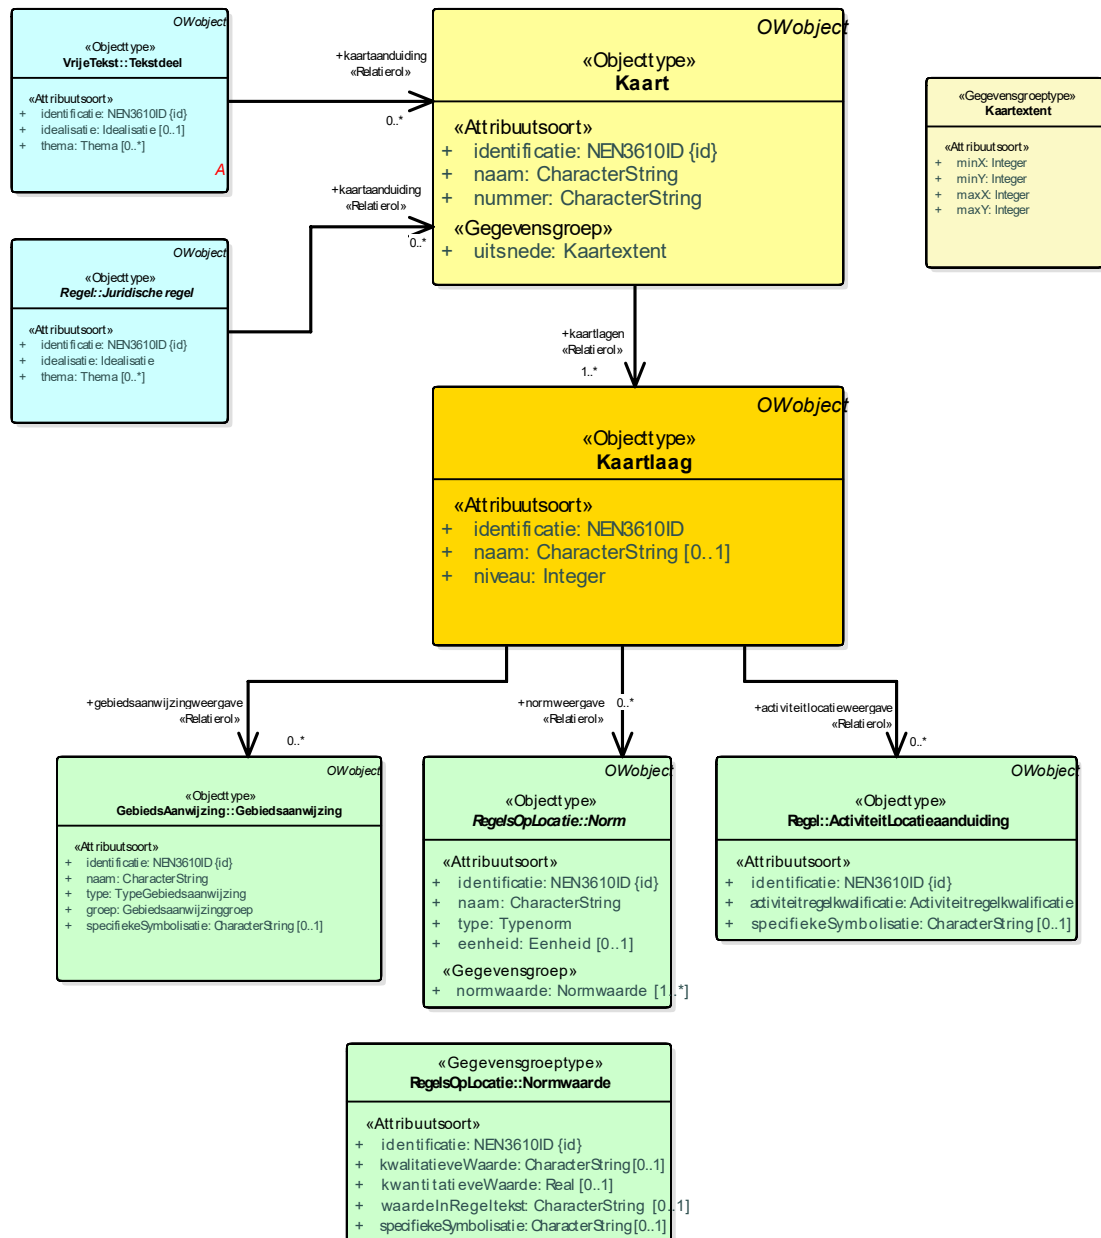 OWobject
«Objecttype»
VrijeTekst::Tekstdeel
«Attribuutsoort»
+ identificatie: NEN3610ID {id}
+ idealisatie: Idealisatie [0..1]
+ thema: Thema [0..*]
A
+kaartaanduiding
«Relatierol»
0..*
OWobject
«Objecttype»
Kaart
«Attribuutsoort»
+ identificatie: NEN3610ID {id}
+ naam: CharacterString
+ nummer: CharacterString
«Gegevensgroep»
+ uitsnede: Kaartextent
«Gegevensgroeptype»
Kaartextent
«Attribuutsoort»
+ minX: Integer
+ minY: Integer
+ maxX: Integer
+ maxY: Integer
+kaartaanduiding
«Relatierol»
0..*
OWobject
«Objecttype»
Regel::Juridische regel
«Attribuutsoort»
+ identificatie: NEN3610ID {id}
+ idealisatie: Idealisatie
+ thema: Thema [0..*]
+kaartlagen
«Relatierol»
1..*
OWobject
«Objecttype»
Kaartlaag
«Attribuutsoort»
+ identificatie: NEN3610ID
+ naam: CharacterString [0..1]
+ niveau: Integer
+gebiedsaanwijzingweergave
«Relatierol»
0..*
+normweergave 0..*
«Relatierol»
+activiteitlocatieweergave
«Relatierol»
0..*
OWobject
«Objecttype»
GebiedsAanwijzing::Gebiedsaanwijzing
«Attribuutsoort»
+ identificatie: NEN3610ID {id}
+ naam: CharacterString
+ type: TypeGebiedsaanwijzing
+ groep: Gebiedsaanwijzinggroep
+ specifiekeSymbolisatie: CharacterString [0..1]
OWobject
«Objecttype»
RegelsOpLocatie::Norm
«Attribuutsoort»
+ identificatie: NEN3610ID {id}
+ naam: CharacterString
+ type: Typenorm
+ eenheid: Eenheid [0..1]
«Gegevensgroep»
+ normwaarde: Normwaarde [1..*]
OWobject
«Objecttype»
Regel::ActiviteitLocatieaanduiding
«Attribuutsoort»
+ identificatie: NEN3610ID {id}
+ activiteitregelkwalificatie: Activiteitregelkwalificatie
+ specifiekeSymbolisatie: CharacterString [0..1]
«Gegevensgroeptype»
RegelsOpLocatie::Normwaarde
«Attribuutsoort»
+ identificatie: NEN3610ID {id}
+ kwalitatieveWaarde: CharacterString [0..1]
+ kwantitatieveWaarde: Real [0..1]
+ waardeInRegeltekst: CharacterString [0..1]
+ specifiekeSymbolisatie: CharacterString [0..1]